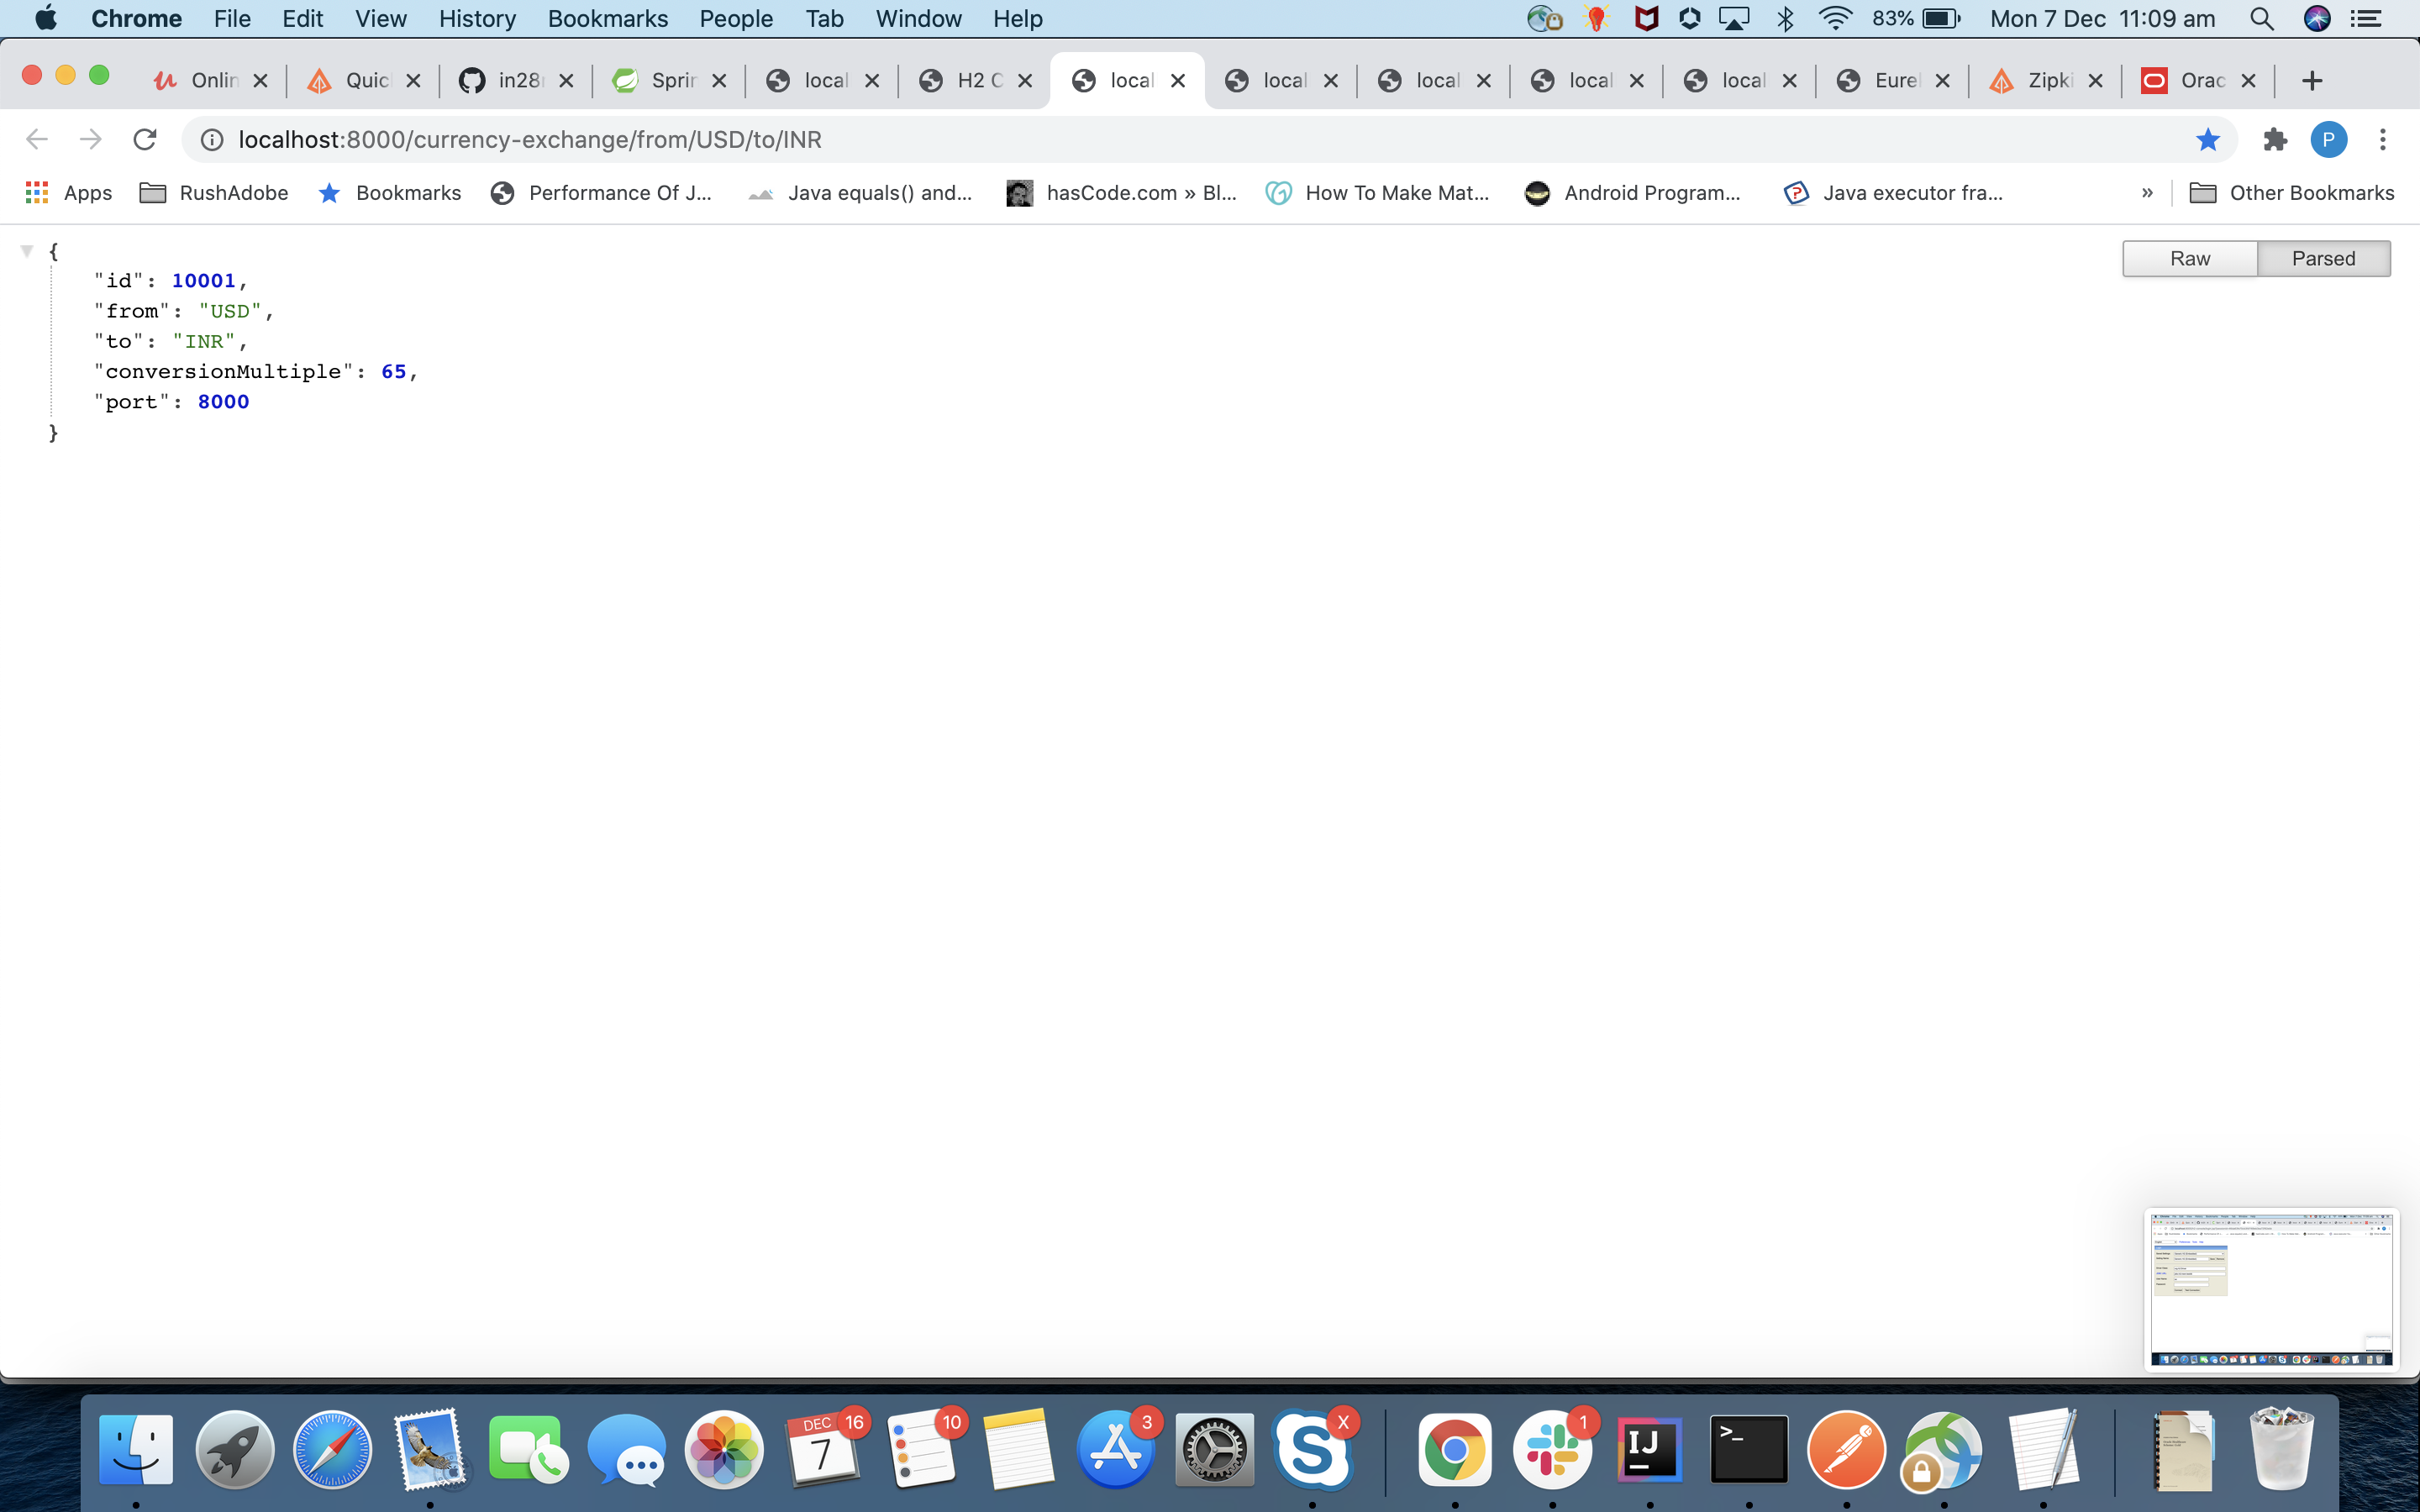 Chrome File Edit View History Bookmarks People Tab Window Help 83% Mon 7 Dec 11:09 am
Onlin Quic in28 Sprin local H2 C local local local local local Eurel Zipki Orac
localhost:8000/currency-exchange/from/USD/to/INR P
Apps RushAdobe Bookmarks Performance Of J... Java equals() and... hasCode.com » Bl... How To Make Mat... Android Program... Java executor fra... » Other Bookmarks
Raw Parsed
{
"id": 10001,
"from": "USD",
"to": "INR",
"conversionMultiple": 65,
"port": 8000
}
DEC 7 16 10 3 S X 1 IJ >_